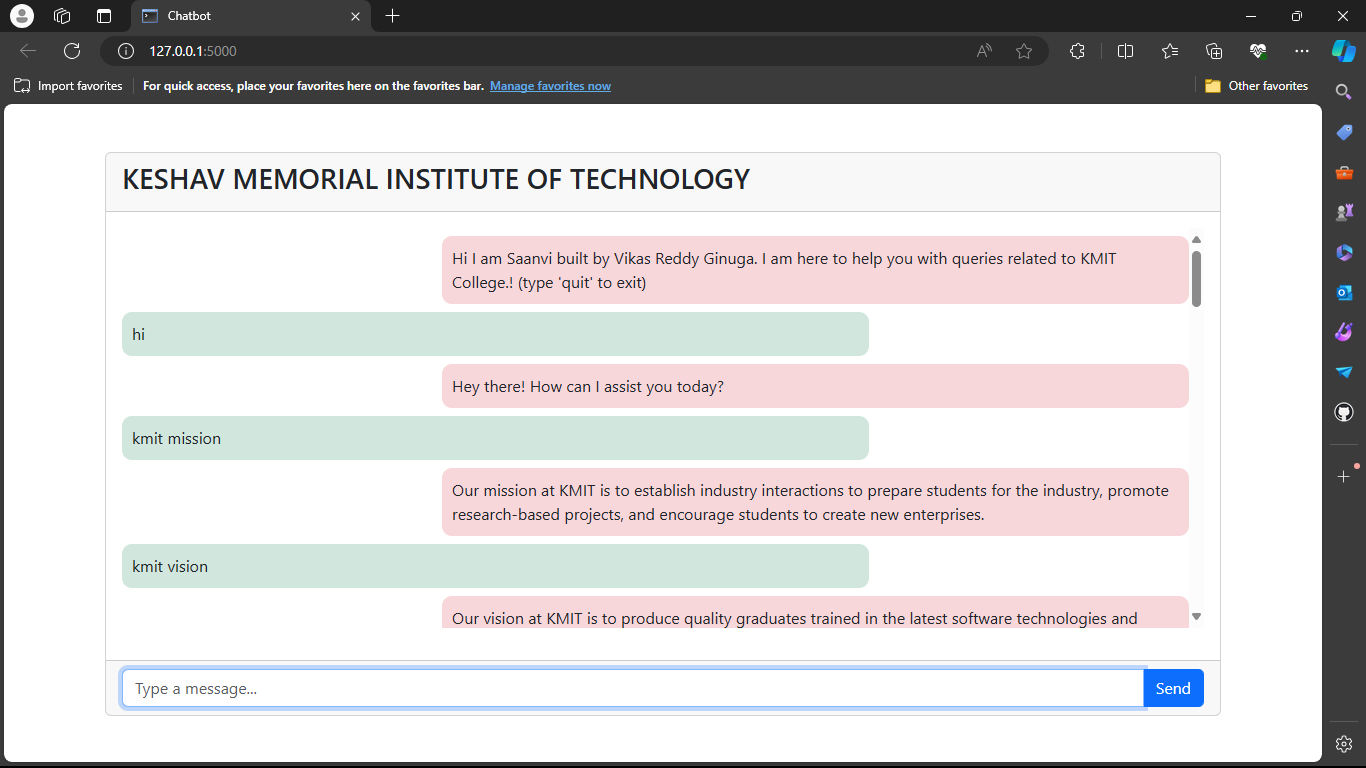 Chatbot
127.0.0.1:5000
Import favorites
For quick access, place your favorites here on the favorites bar. Manage favorites now
Other favorites
KESHAV MEMORIAL INSTITUTE OF TECHNOLOGY
Hi I am Saanvi built by Vikas Reddy Ginuga. I am here to help you with queries related to KMIT
College.! (type 'quit' to exit)
hi
Hey there! How can I assist you today?
kmit mission
Our mission at KMIT is to establish industry interactions to prepare students for the industry, promote
research-based projects, and encourage students to create new enterprises.
kmit vision
Our vision at KMIT is to produce quality graduates trained in the latest software technologies and
Type a message...
Send